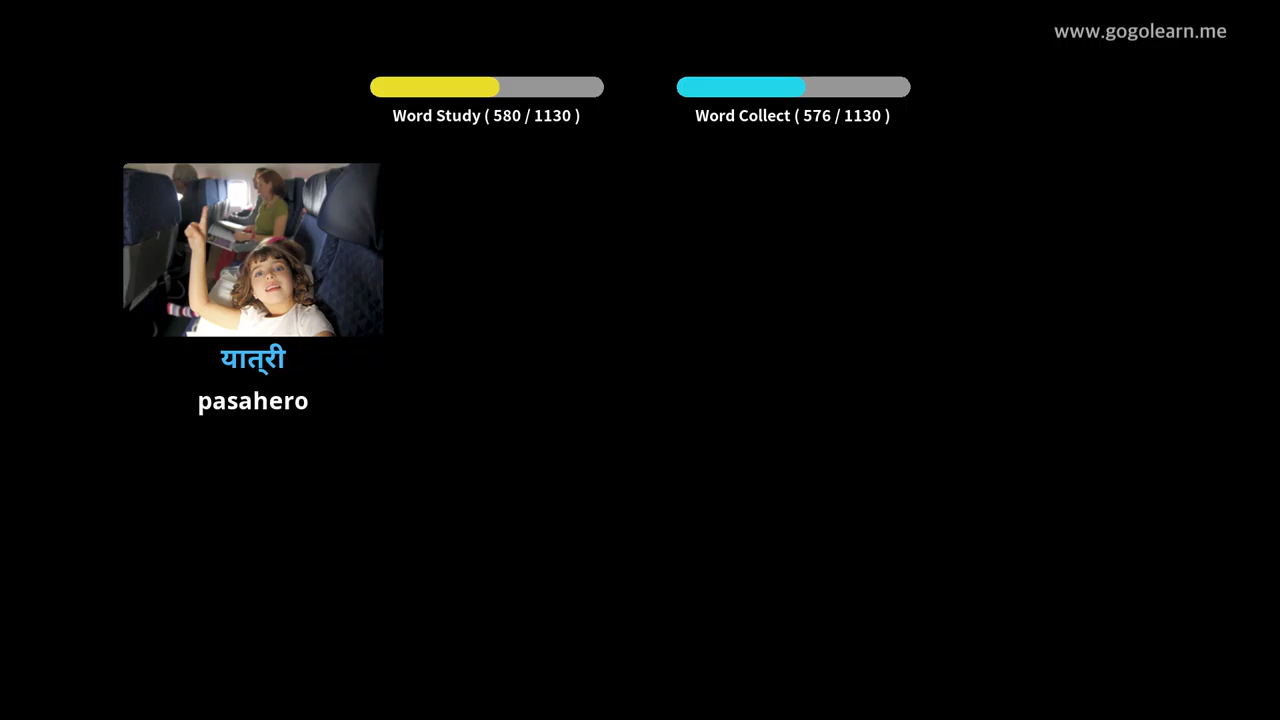 www.gogolearn.me
Word Study ( 580 / 1130 )
Word Collect ( 576 / 1130 )
यात्री
pasahero